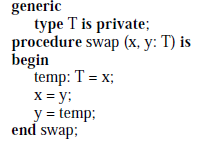 generic
type T is private;
procedure swap (x, y: T) is
begin
temp: T = x;
x = y;
y = temp;
end swap;